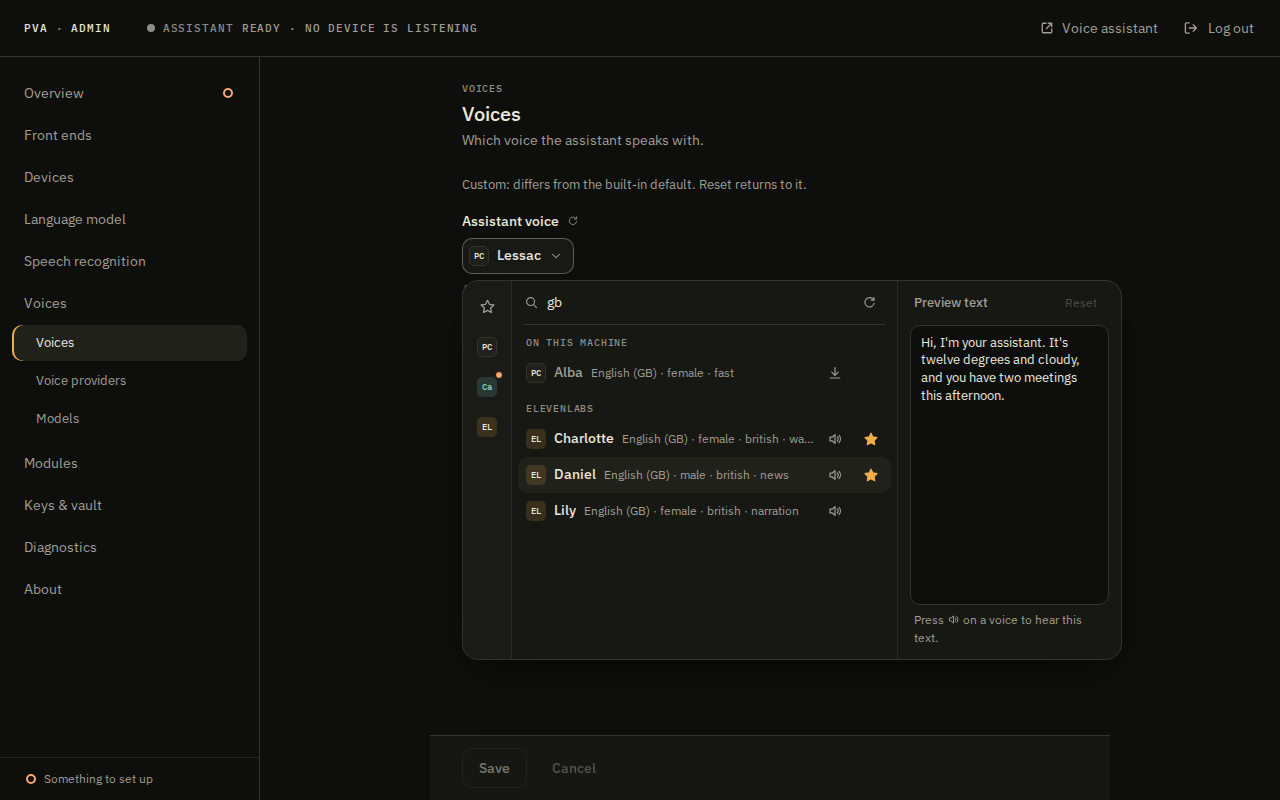 PVA · ADMIN
ASSISTANT READY · NO DEVICE IS LISTENING
Voice assistant
Log out
Overview
Front ends
Devices
Language model
Speech recognition
Voices
Voices
Voice providers
Models
Modules
Keys & vault
Diagnostics
About
Something to set up
VOICES
Voices
Which voice the assistant speaks with.
Custom: differs from the built-in default. Reset returns to it.
Assistant voice
PC Lessac
PC
Ca
EL
gb
ON THIS MACHINE
PC Alba English (GB) · female · fast
ELEVENLABS
EL Charlotte English (GB) · female · british · wa...
EL Daniel English (GB) · male · british · news
EL Lily English (GB) · female · british · narration
Preview text
Reset
Hi, I'm your assistant. It's
twelve degrees and cloudy,
and you have two meetings
this afternoon.
Press on a voice to hear this
text.
Save
Cancel